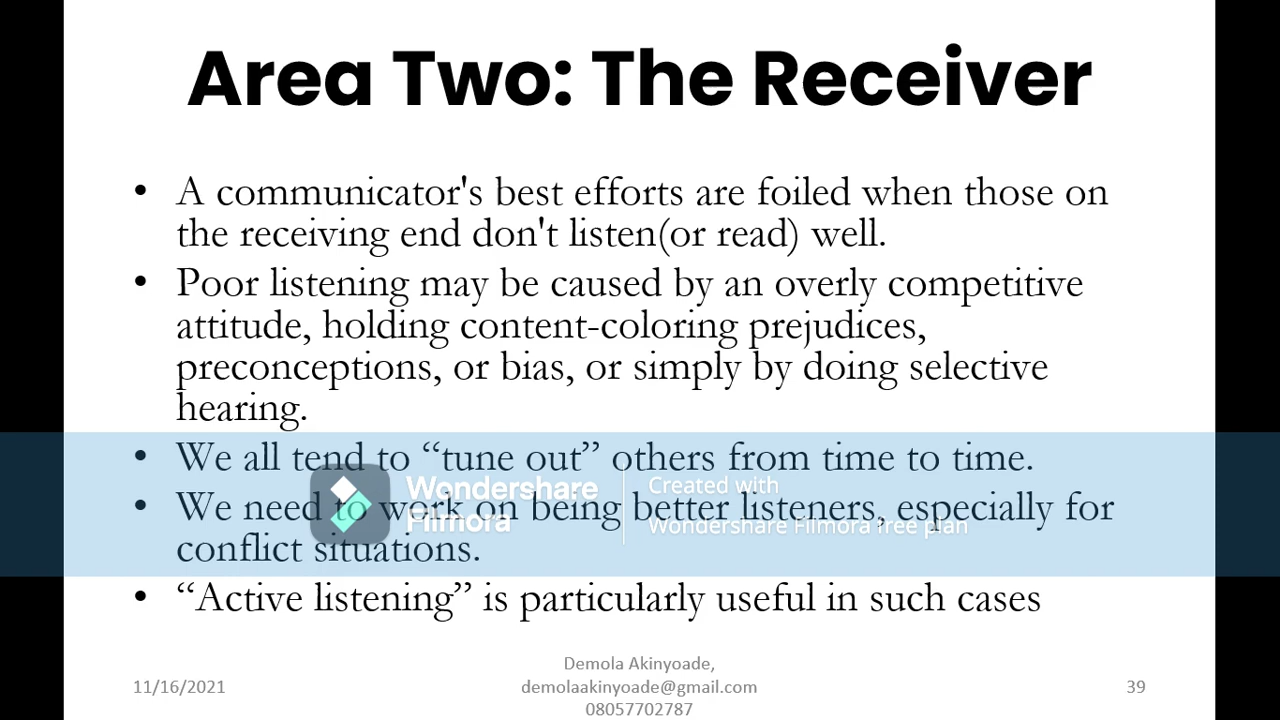 Area Two: The Receiver
• A communicator's best efforts are foiled when those on
the receiving end don't listen(or read) well.
• Poor listening may be caused by an overly competitive
attitude, holding content-coloring prejudices,
preconceptions, or bias, or simply by doing selective
hearing.
• We all tend to “tune out” others from time to time.
• We need to work on being better listeners, especially for
conflict situations.
Wondershare
Filmora
Created with
Wondershare Filmora free plan
• “Active listening” is particularly useful in such cases
11/16/2021
Demola Akinyoade,
demolaakinyoade@gmail.com
08057702787
39